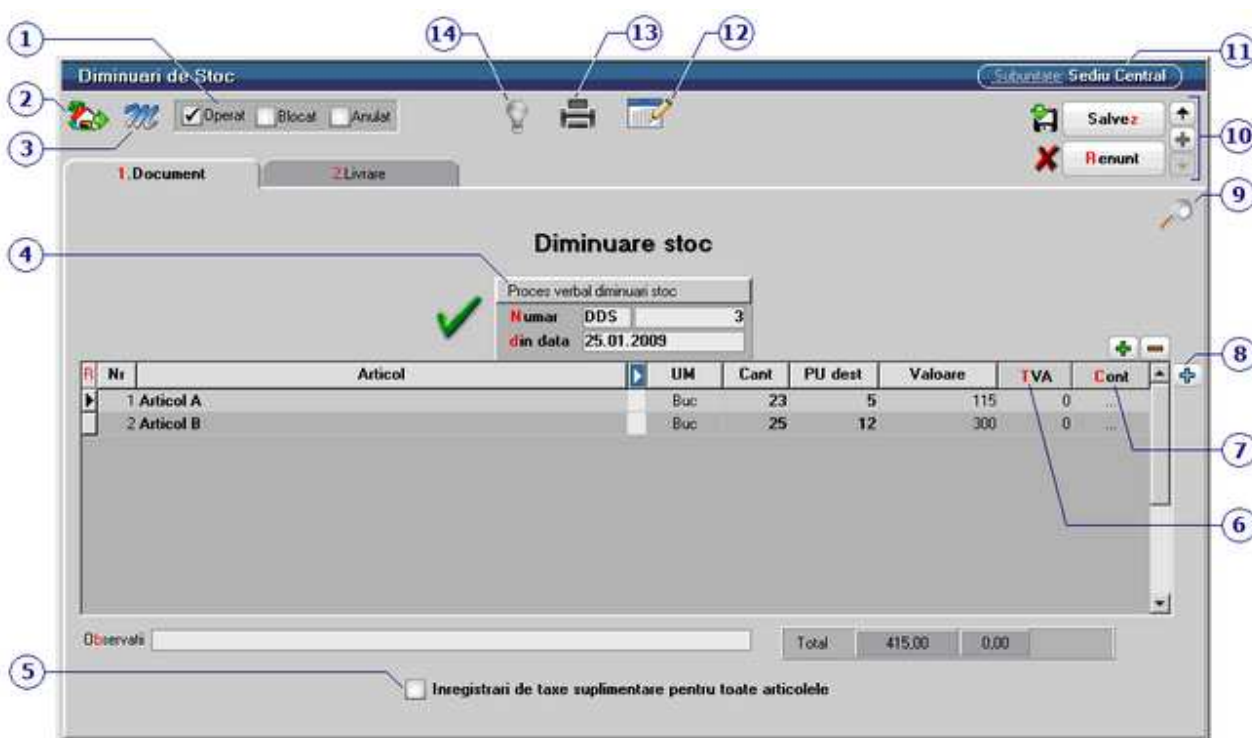 1
14
13
12
11
Diminuari de Stoc
Subunitate: Sediu Central
2
Operat Blocat Anulat
Salvez
10
3
Renunt
1.Document 2.Livrare
9
Diminuare stoc
4
Proces verbal diminuari stoc
Numar DDS 3
din data 25.01.2009
8
R Nr Articol UM Cant PU dest Valoare TVA Cont
1 Articol A Buc 23 5 115 0 ...
2 Articol B Buc 25 12 300 0 ...
7
6
Observatii Total 415.00 0.00
5
Inregistrari de taxe suplimentare pentru toate articolele